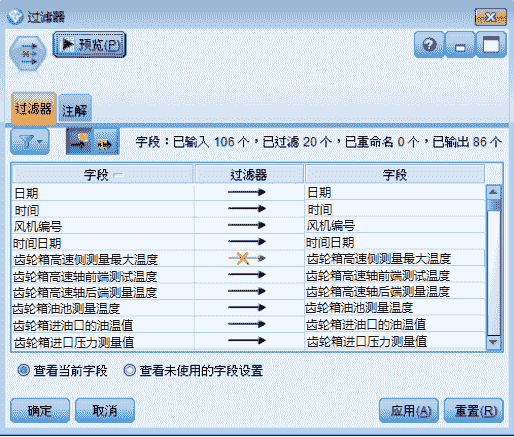 过滤器
预览(P)
过滤器 注解
字段：已输入 106 个，已过滤 20 个，已重命名 0 个，已输出 86 个
字段 过滤器 字段
日期 日期
时间 时间
风机编号 风机编号
时间日期 时间日期
齿轮箱高速侧测量最大温度 齿轮箱高速侧测量最大温度
齿轮箱高速轴前端测试温度 齿轮箱高速轴前端测试温度
齿轮箱高速轴后端测量温度 齿轮箱高速轴后端测量温度
齿轮箱油池测量温度 齿轮箱油池测量温度
齿轮箱进油口的油温值 齿轮箱进油口的油温值
齿轮箱进口压力测量值 齿轮箱进口压力测量值
查看当前字段 查看未使用的字段设置
确定 取消 应用(A) 重置(R)